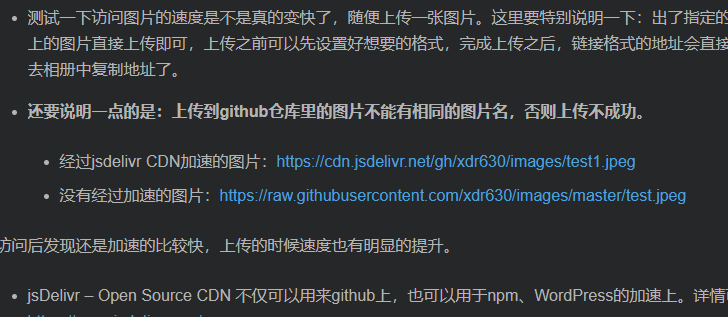 测试一下访问图片的速度是不是真的变快了，随便上传一张图片。这里要特别说明一下：出了指定的
上的图片直接上传即可，上传之前可以先设置好想要的格式，完成上传之后，链接格式的地址会直接
去相册中复制地址了。
还要说明一点的是：上传到github仓库里的图片不能有相同的图片名，否则上传不成功。
经过jsdelivr CDN加速的图片：https://cdn.jsdelivr.net/gh/xdr630/images/test1.jpeg
没有经过加速的图片：https://raw.githubusercontent.com/xdr630/images/master/test.jpeg
访问后发现还是加速的比较快，上传的时候速度也有明显的提升。
jsDelivr – Open Source CDN 不仅可以用来github上，也可以用于npm、WordPress的加速上。详情